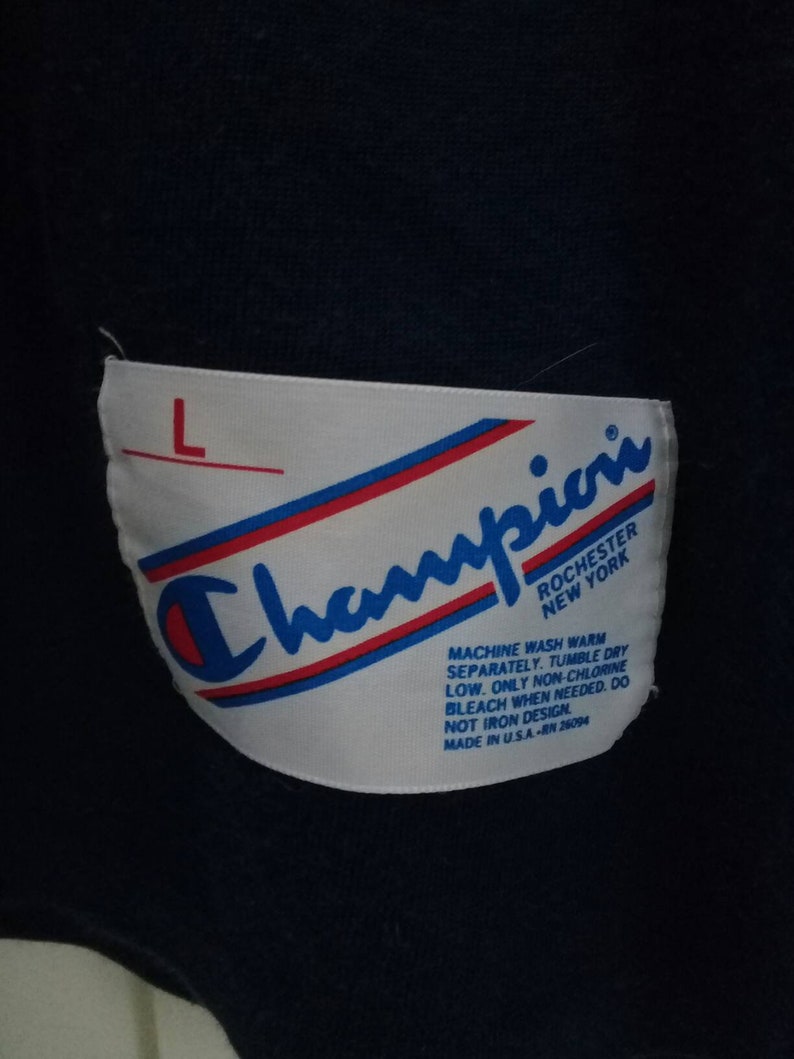 L
Champion®
ROCHESTER
NEW YORK
MACHINE WASH WARM
SEPARATELY. TUMBLE DRY
LOW. ONLY NON-CHLORINE
BLEACH WHEN NEEDED. DO
NOT IRON DESIGN.
MADE IN U.S.A.-RN 26094